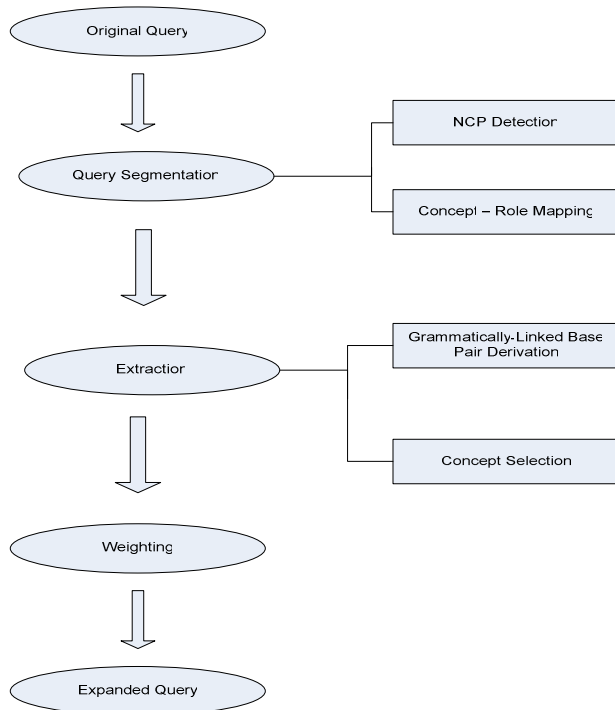 Original Query
NCP Detection
Query Segmentation
Concept – Role Mapping
Grammatically-Linked Base
Pair Derivation
Extraction
Concept Selection
Weighting
Expanded Query